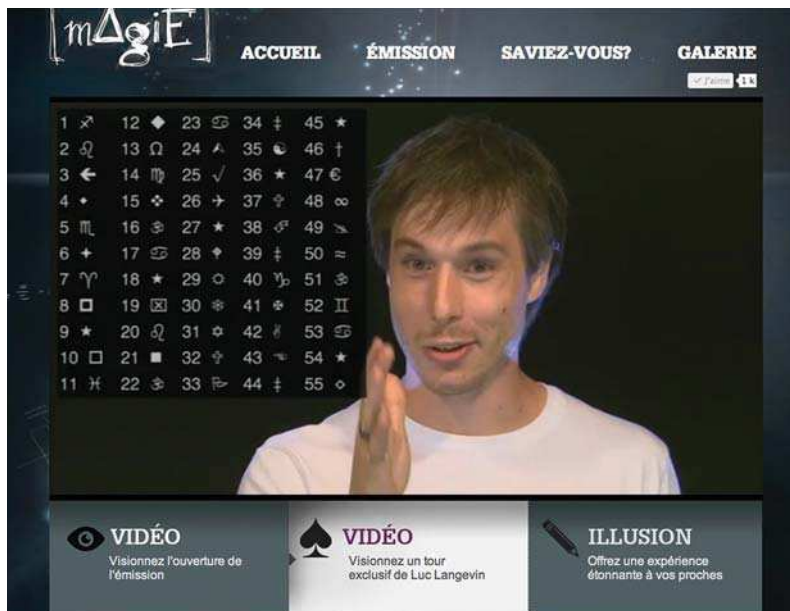 [mAgiE]
ACCUEIL ÉMISSION SAVIEZ-VOUS? GALERIE
✓ J'aime 1 k
1 ♐ 12 ◆ 23 ♋ 34 ‡ 45 ★
2 ♌ 13 Ω 24 35 ☯ 46 †
3 ← 14 ♍ 25 √ 36 ★ 47 €
4 ✦ 15 ❖ 26 ✈ 37 ✞ 48 ∞
5 ♏ 16 ॐ 27 ★ 38 49
6 ✦ 17 ♋ 28 39 ‡ 50 ≈
7 ♈ 18 ★ 29 40 ♑ 51 ॐ
8 □ 19 ☒ 30 ❄ 41 ✠ 52 ♊
9 ★ 20 ♌ 31 ✡ 42 ✌ 53 ♋
10 □ 21 ■ 32 ✞ 43 ☜ 54 ★
11 ♓ 22 ॐ 33 44 ‡ 55 ⋄
VIDÉO
Visionnez l'ouverture de
l'émission
VIDÉO
Visionnez un tour
exclusif de Luc Langevin
ILLUSION
Offrez une expérience
étonnante à vos proches